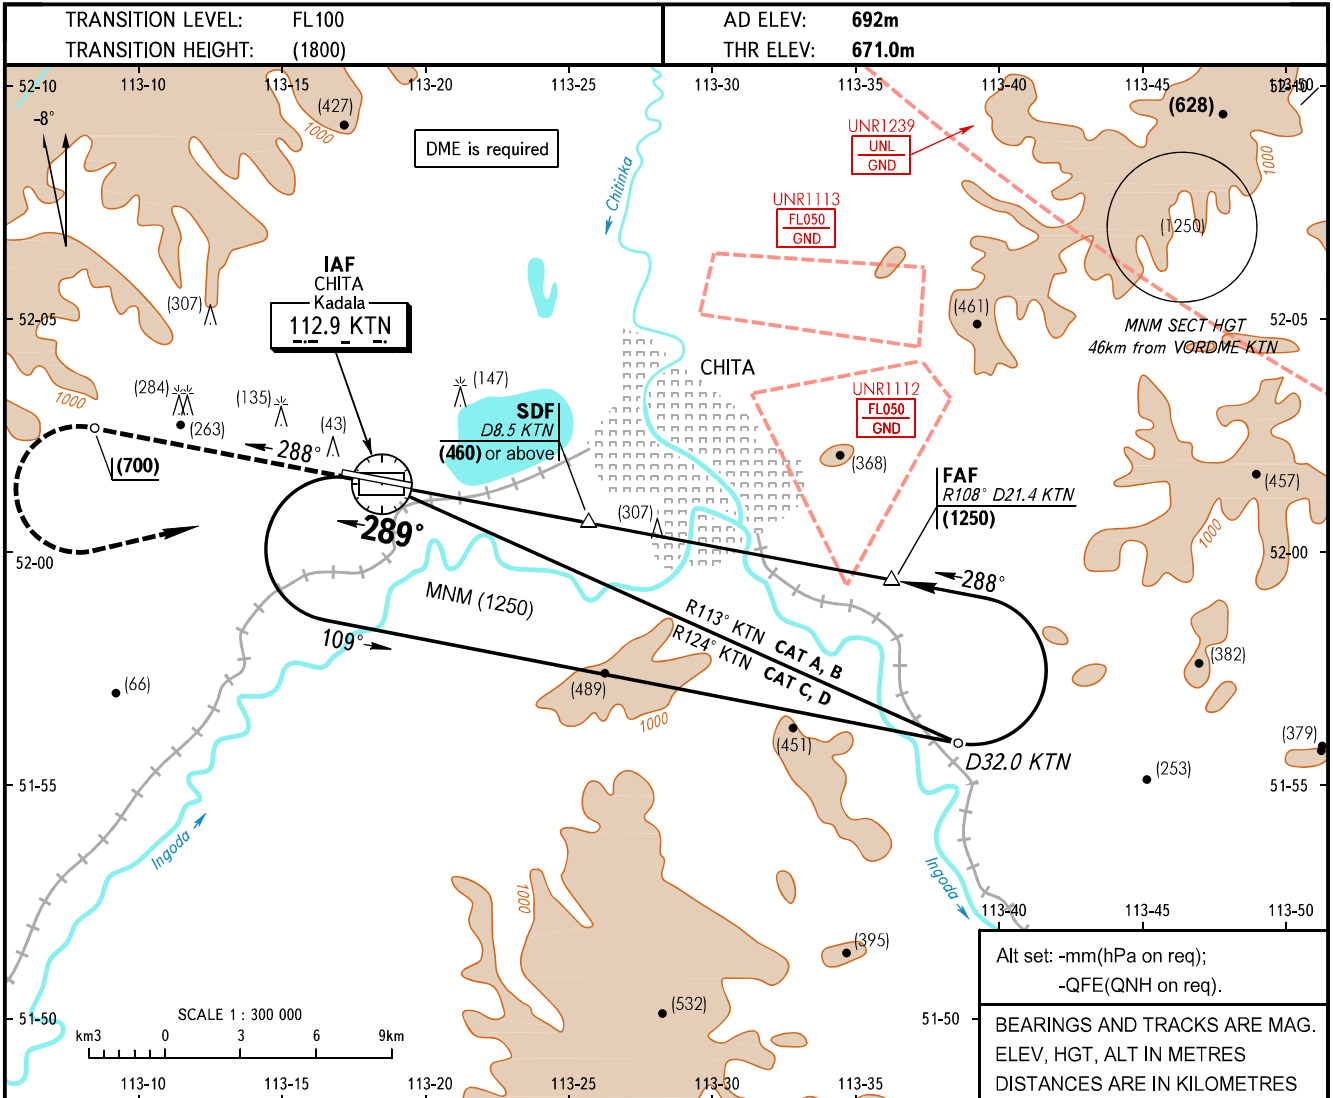 TRANSITION LEVEL: FL100
TRANSITION HEIGHT: (1800)
AD ELEV: 692m
THR ELEV: 671.0m
52-10
113-10
113-15
113-20
113-25
113-30
113-35
113-40
113-45
113-50
52-10
-8°
(427)
1000
DME is required
Chitinka
UNR1239
UNL
GND
(628)
1000
UNR1113
FL050
GND
(1250)
IAF
CHITA
Kadala
112.9 KTN
(307)
52-05
(461)
MNM SECT HGT
46km from VORDME KTN
52-05
CHITA
1000
(284)
(263)
(135)
(43)
(147)
SDF
D8.5 KTN
(460) or above
UNR1112
FL050
GND
(368)
(457)
1000
(700)
288°
289°
(307)
FAF
R108° D21.4 KTN
(1250)
52-00
52-00
288°
MNM (1250)
109°
R113° KTN CAT A, B
R124° KTN CAT C, D
(66)
(489)
1000
(382)
(451)
D32.0 KTN
(379)
(253)
51-55
51-55
Ingoda
Ingoda
1000
113-40
113-45
113-50
(395)
(532)
Alt set: -mm(hPa on req);
-QFE(QNH on req).
51-50
51-50
SCALE 1 : 300 000
km3 0 3 6 9km
BEARINGS AND TRACKS ARE MAG.
ELEV, HGT, ALT IN METRES
DISTANCES ARE IN KILOMETRES
113-10
113-15
113-20
113-25
113-30
113-35